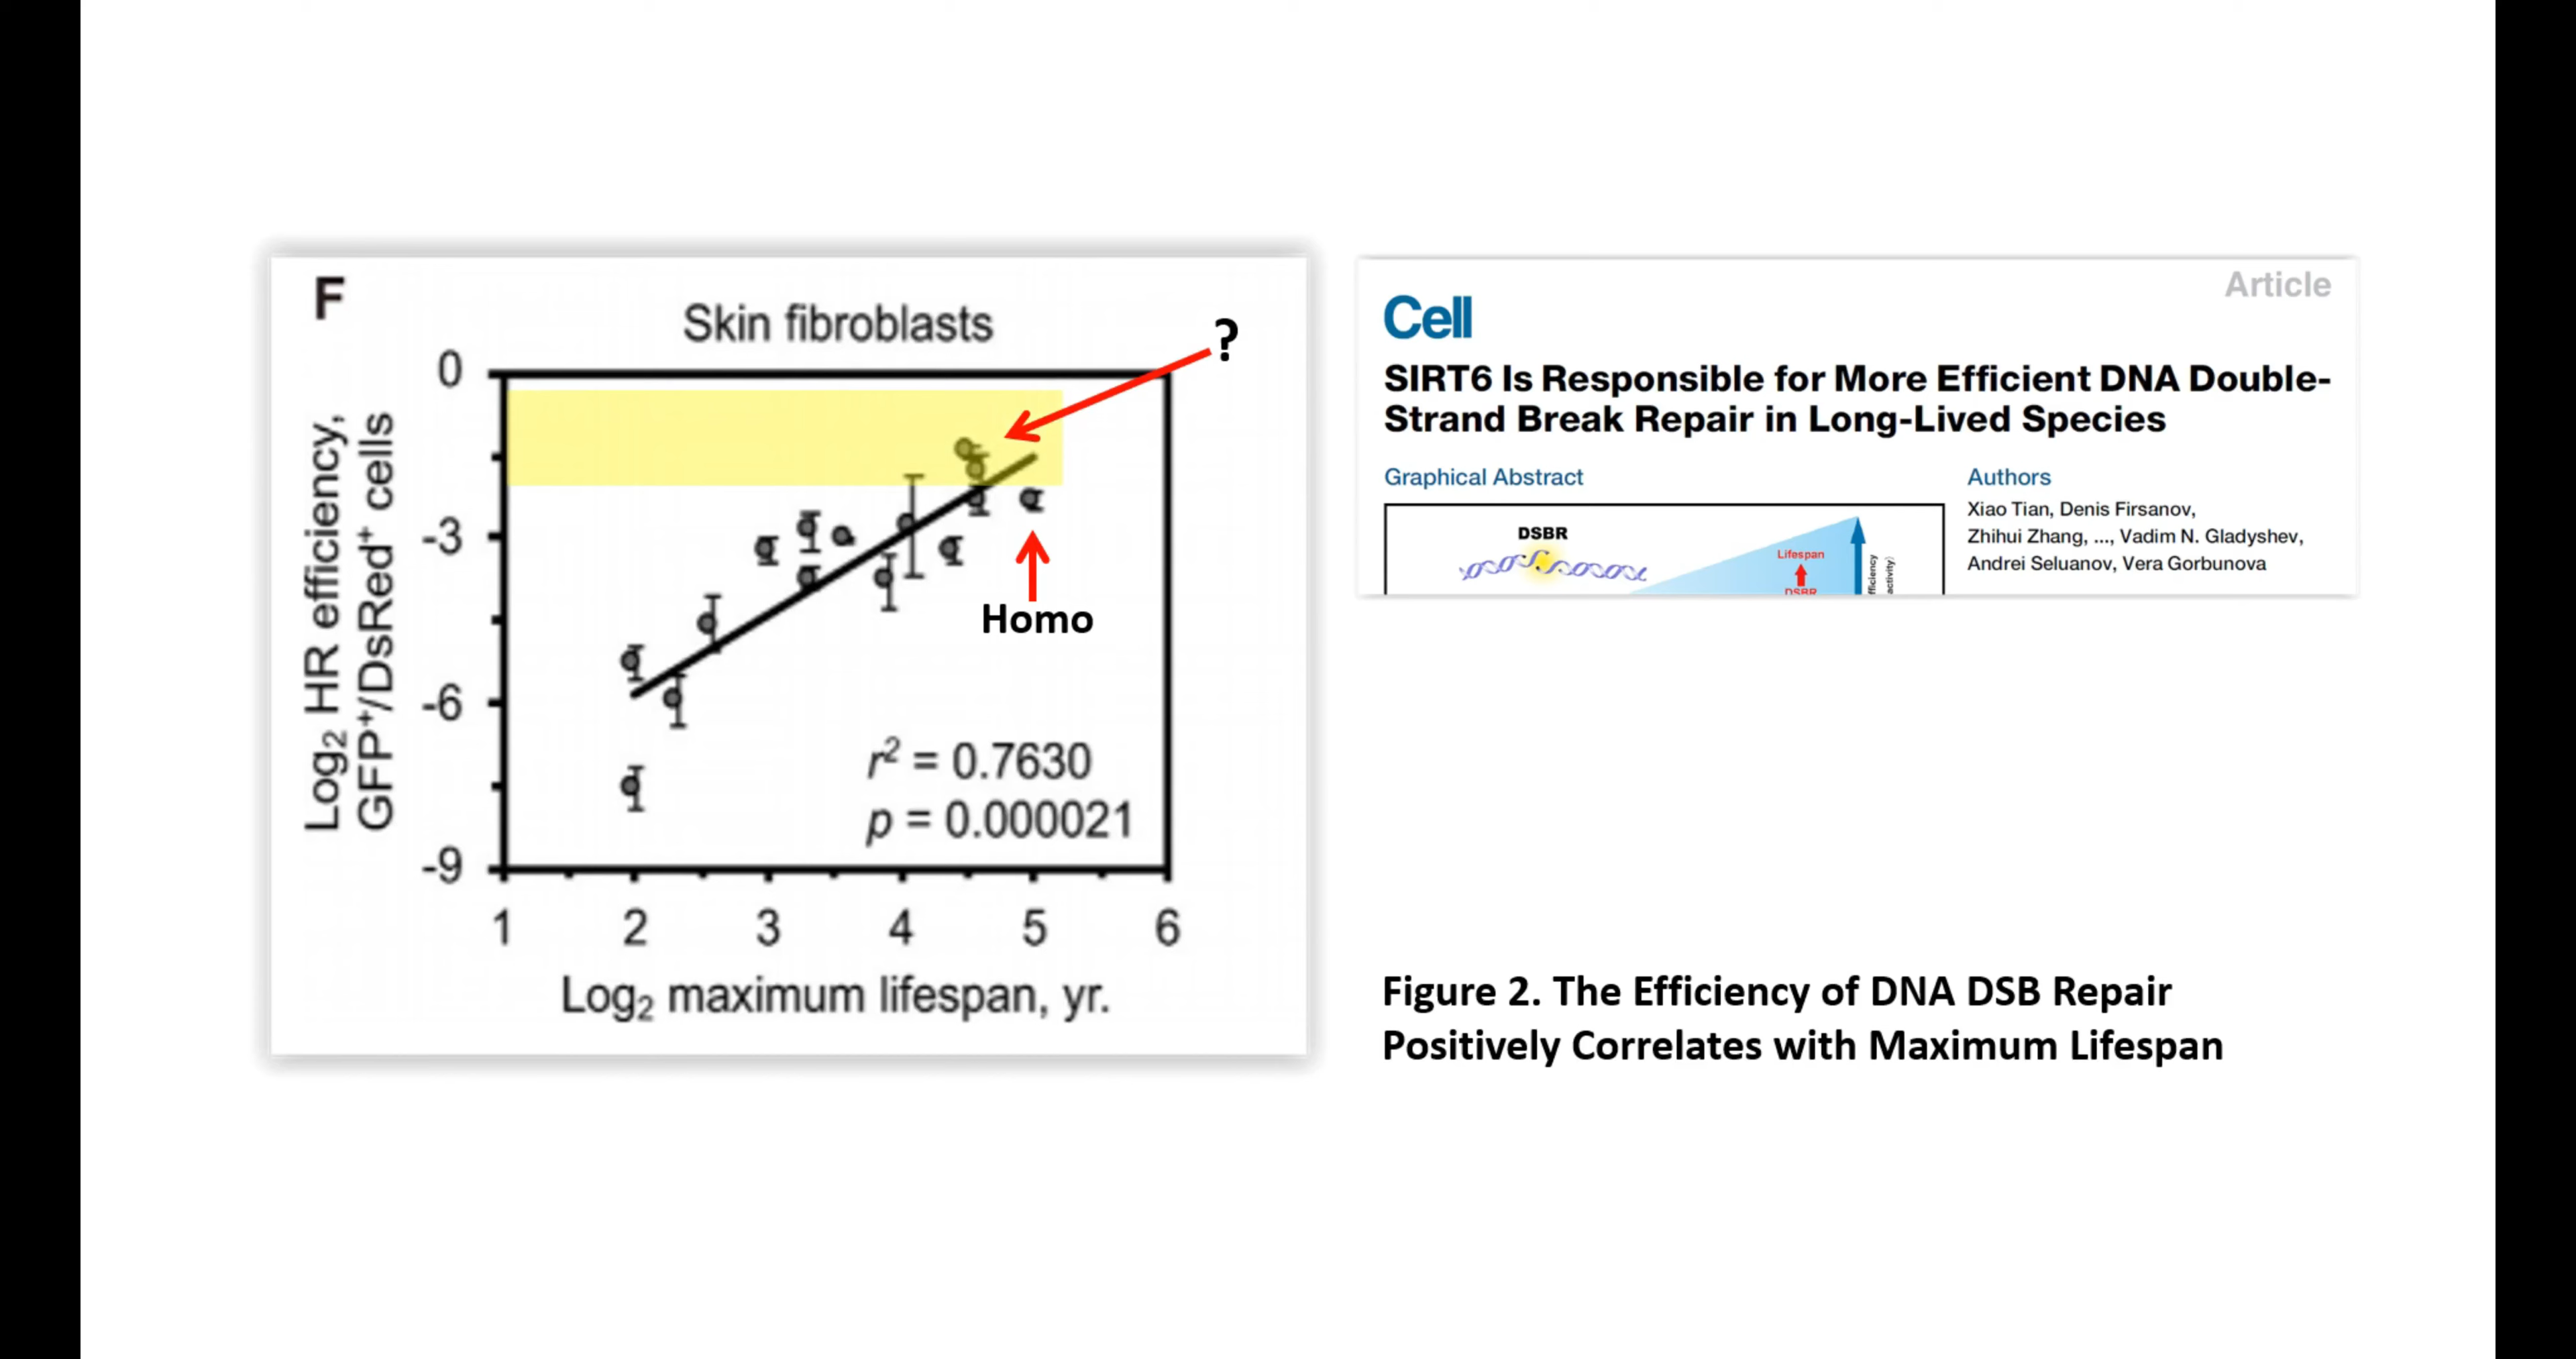 F
Skin fibroblasts
?
0
-3
-6
-9
Log₂ HR efficiency,
GFP⁺/DsRed⁺ cells
Homo
r² = 0.7630
p = 0.000021
1 2 3 4 5 6
Log₂ maximum lifespan, yr.
Article
Cell
SIRT6 Is Responsible for More Efficient DNA Double-
Strand Break Repair in Long-Lived Species
Graphical Abstract
DSBR
Lifespan
DSBR
activity)
Authors
Xiao Tian, Denis Firsanov,
Zhihui Zhang, ..., Vadim N. Gladyshev,
Andrei Seluanov, Vera Gorbunova
Figure 2. The Efficiency of DNA DSB Repair
Positively Correlates with Maximum Lifespan